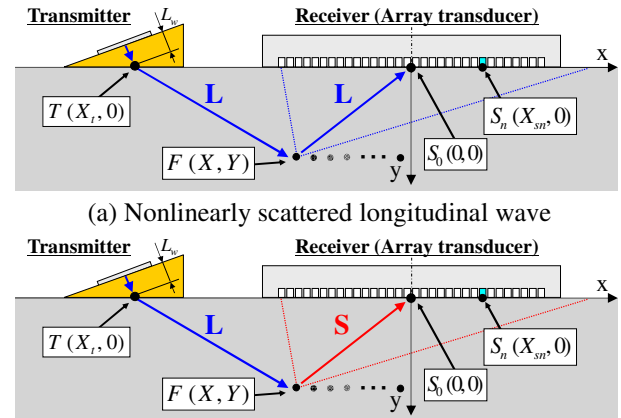 Transmitter
Receiver (Array transducer)
L_w
x
T (X_t, 0)
L
L
S_n (X_sn, 0)
F (X, Y)
S_0 (0,0)
y
(a) Nonlinearly scattered longitudinal wave
Transmitter
Receiver (Array transducer)
L_w
x
T (X_t, 0)
L
S
S_n (X_sn, 0)
F (X, Y)
S_0 (0,0)
y